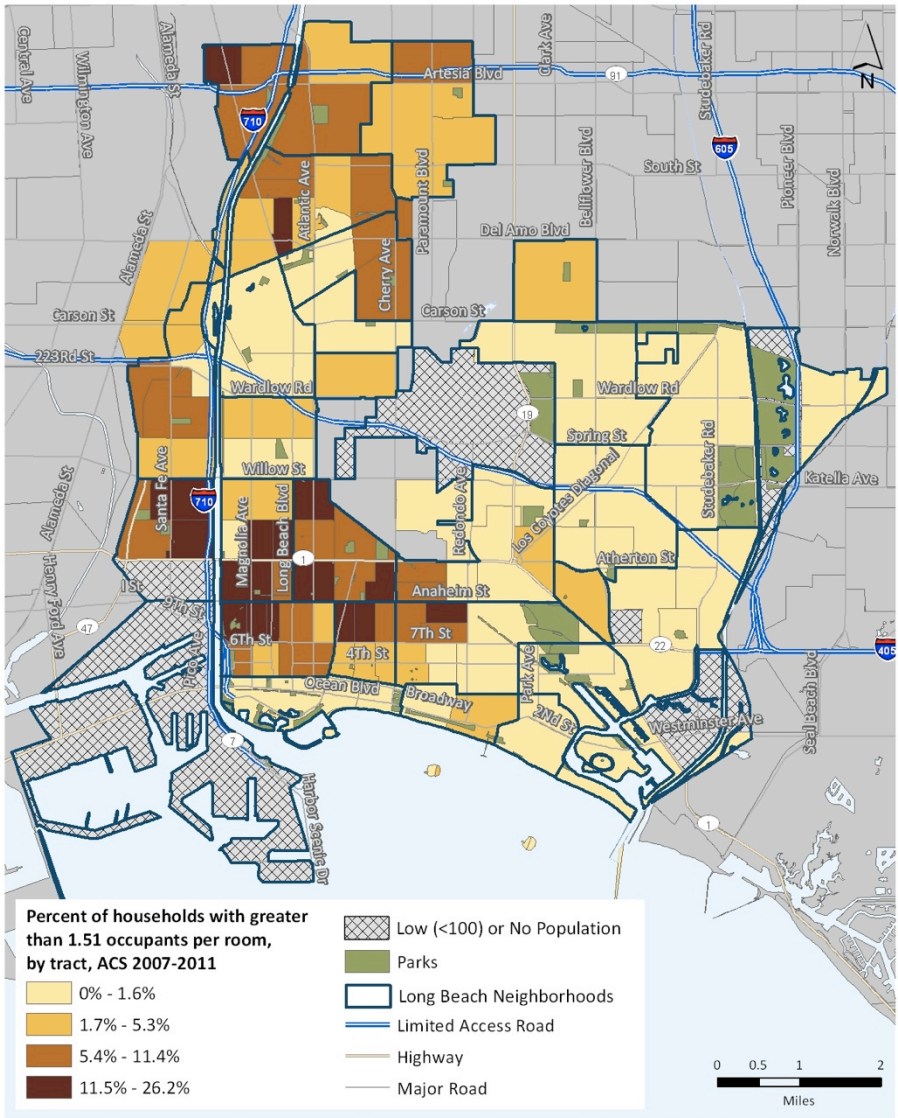 Central Ave
Wilmington Ave
Alameda St
Clark Ave
Studebaker Rd
Artesia Blvd
91
N
710
605
Bellflower Blvd
South St
Pioneer Blvd
Norwalk Blvd
Atlantic Ave
Paramount Blvd
Alameda St
Del Amo Blvd
Cherry Ave
Carson St
Carson St
223Rd St
Wardlow Rd
Wardlow Rd
19
Spring St
Willow St
Studebaker Rd
Katella Ave
Santa Fe Ave
710
Alameda St
Magnolia Ave
Long Beach Blvd
Redondo Ave
Los Coyotes Diagonal
Atherton St
1
Henry Ford Ave
I St
Anaheim St
9Th St
47
6Th St
7Th St
22
405
4Th St
Pico Ave
Park Ave
Ocean Blvd
Broadway
2Nd St
Westminster Ave
Seal Beach Blvd
7
Harbor Scenic Dr
1
Percent of households with greater
than 1.51 occupants per room,
by tract, ACS 2007-2011
0% - 1.6%
1.7% - 5.3%
5.4% - 11.4%
11.5% - 26.2%
Low (<100) or No Population
Parks
Long Beach Neighborhoods
Limited Access Road
Highway
Major Road
0 0.5 1 2
Miles